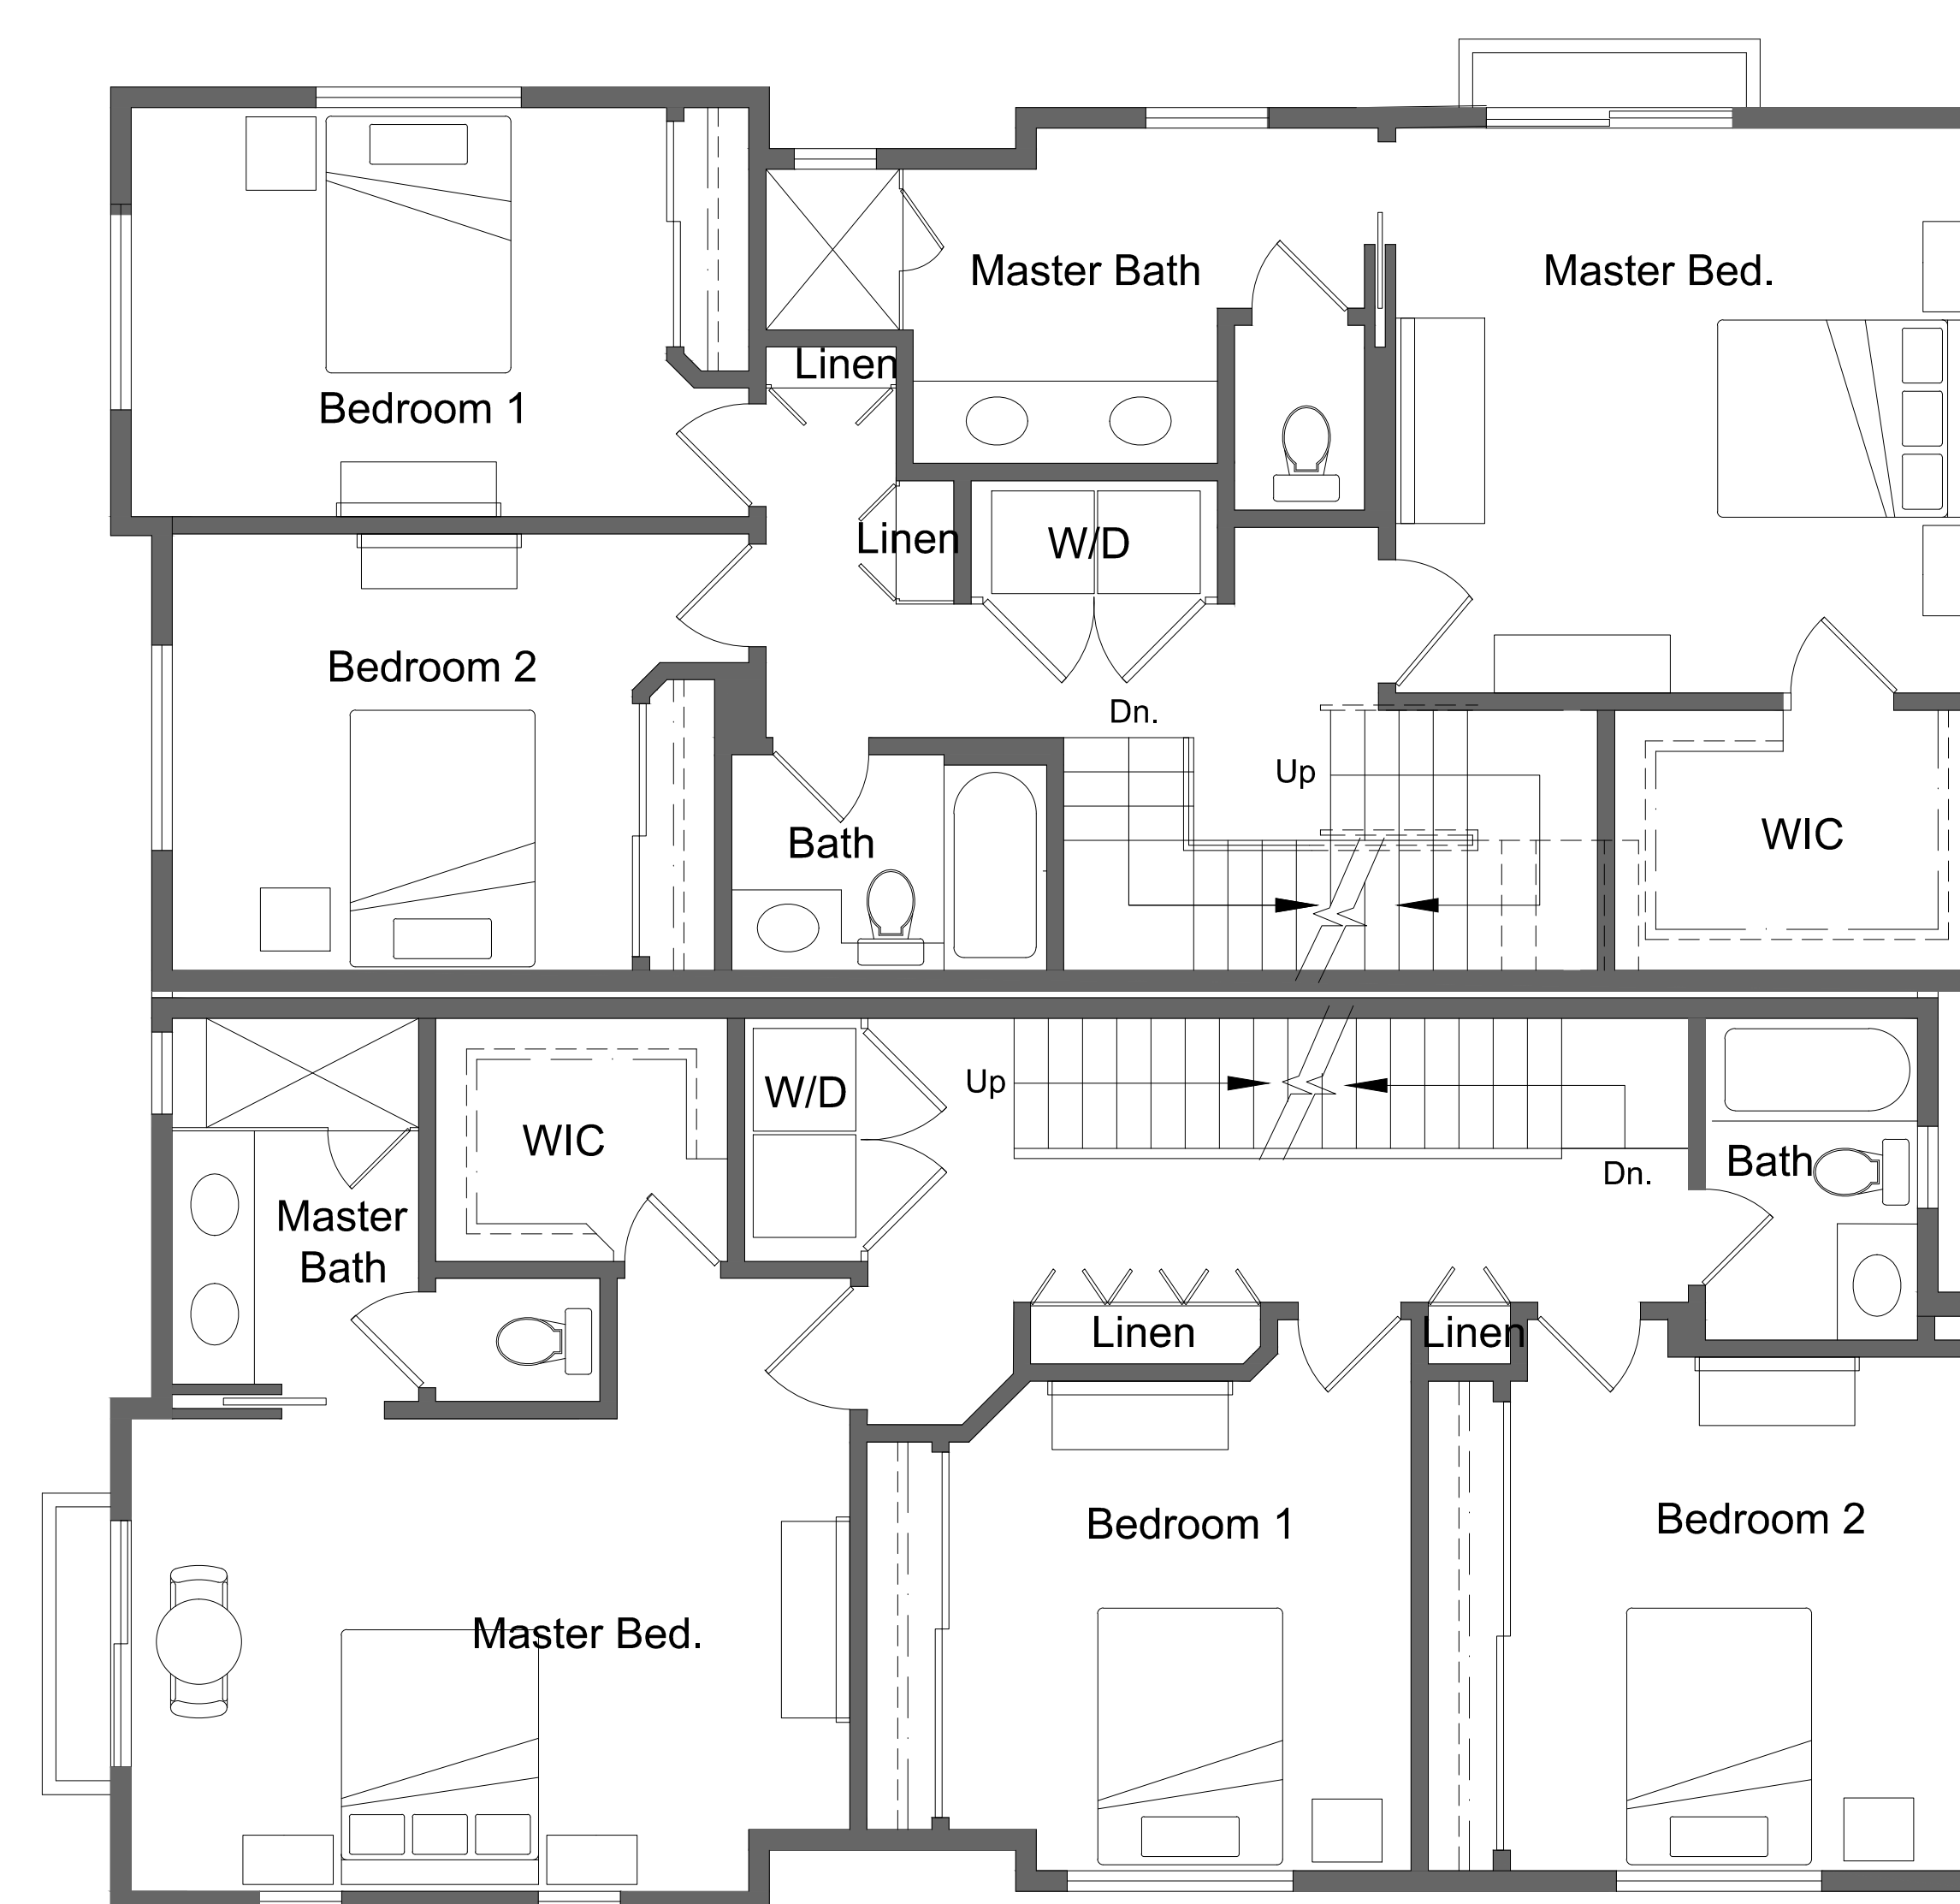 Master Bath
Master Bed.
Linen
Bedroom 1
Linen
W/D
Bedroom 2
Dn.
Up
Bath
WIC
W/D
Up
WIC
Bath
Dn.
Master
Bath
Linen
Linen
Bedroom 1
Bedroom 2
Master Bed.